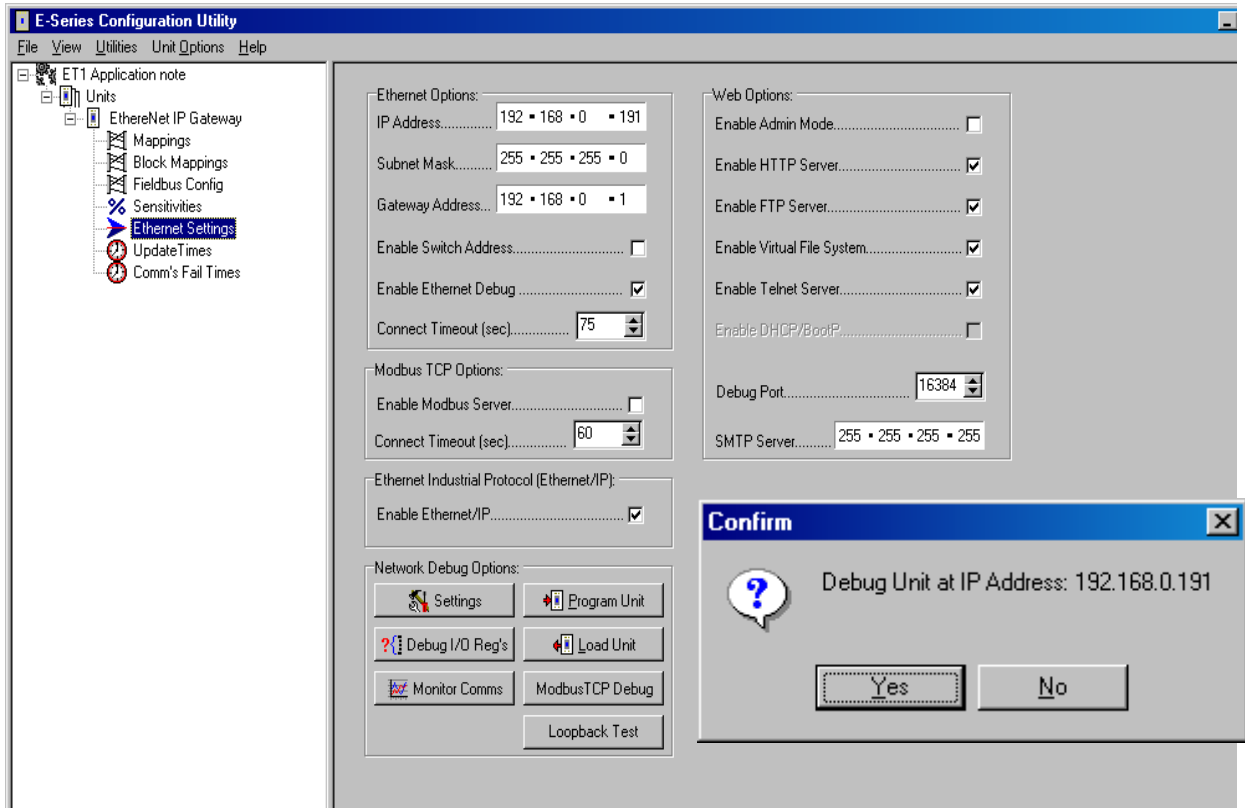 E-Series Configuration Utility
File View Utilities Unit Options Help
ET1 Application note
Units
EthereNet IP Gateway
Mappings
Block Mappings
Fieldbus Config
Sensitivities
Ethernet Settings
UpdateTimes
Comm's Fail Times
Ethernet Options:
IP Address............. 192 ▪ 168 ▪ 0 ▪ 191
Subnet Mask.......... 255 ▪ 255 ▪ 255 ▪ 0
Gateway Address... 192 ▪ 168 ▪ 0 ▪ 1
Enable Switch Address..........................
Enable Ethernet Debug ..........................
Connect Timeout (sec)............... 75
Modbus TCP Options:
Enable Modbus Server..........................
Connect Timeout (sec)............... 60
Ethernet Industrial Protocol (Ethernet/IP):
Enable Ethernet/IP................................
Network Debug Options:
Settings
Program Unit
?{ Debug I/O Reg's
Load Unit
Monitor Comms
ModbusTCP Debug
Loopback Test
Web Options:
Enable Admin Mode..............................
Enable HTTP Server.............................
Enable FTP Server................................
Enable Virtual File System.......................
Enable Telnet Server.............................
Enable DHCP/BootP.............................
Debug Port............................... 16384
SMTP Server......... 255 ▪ 255 ▪ 255 ▪ 255
Confirm
? Debug Unit at IP Address: 192.168.0.191
Yes
No